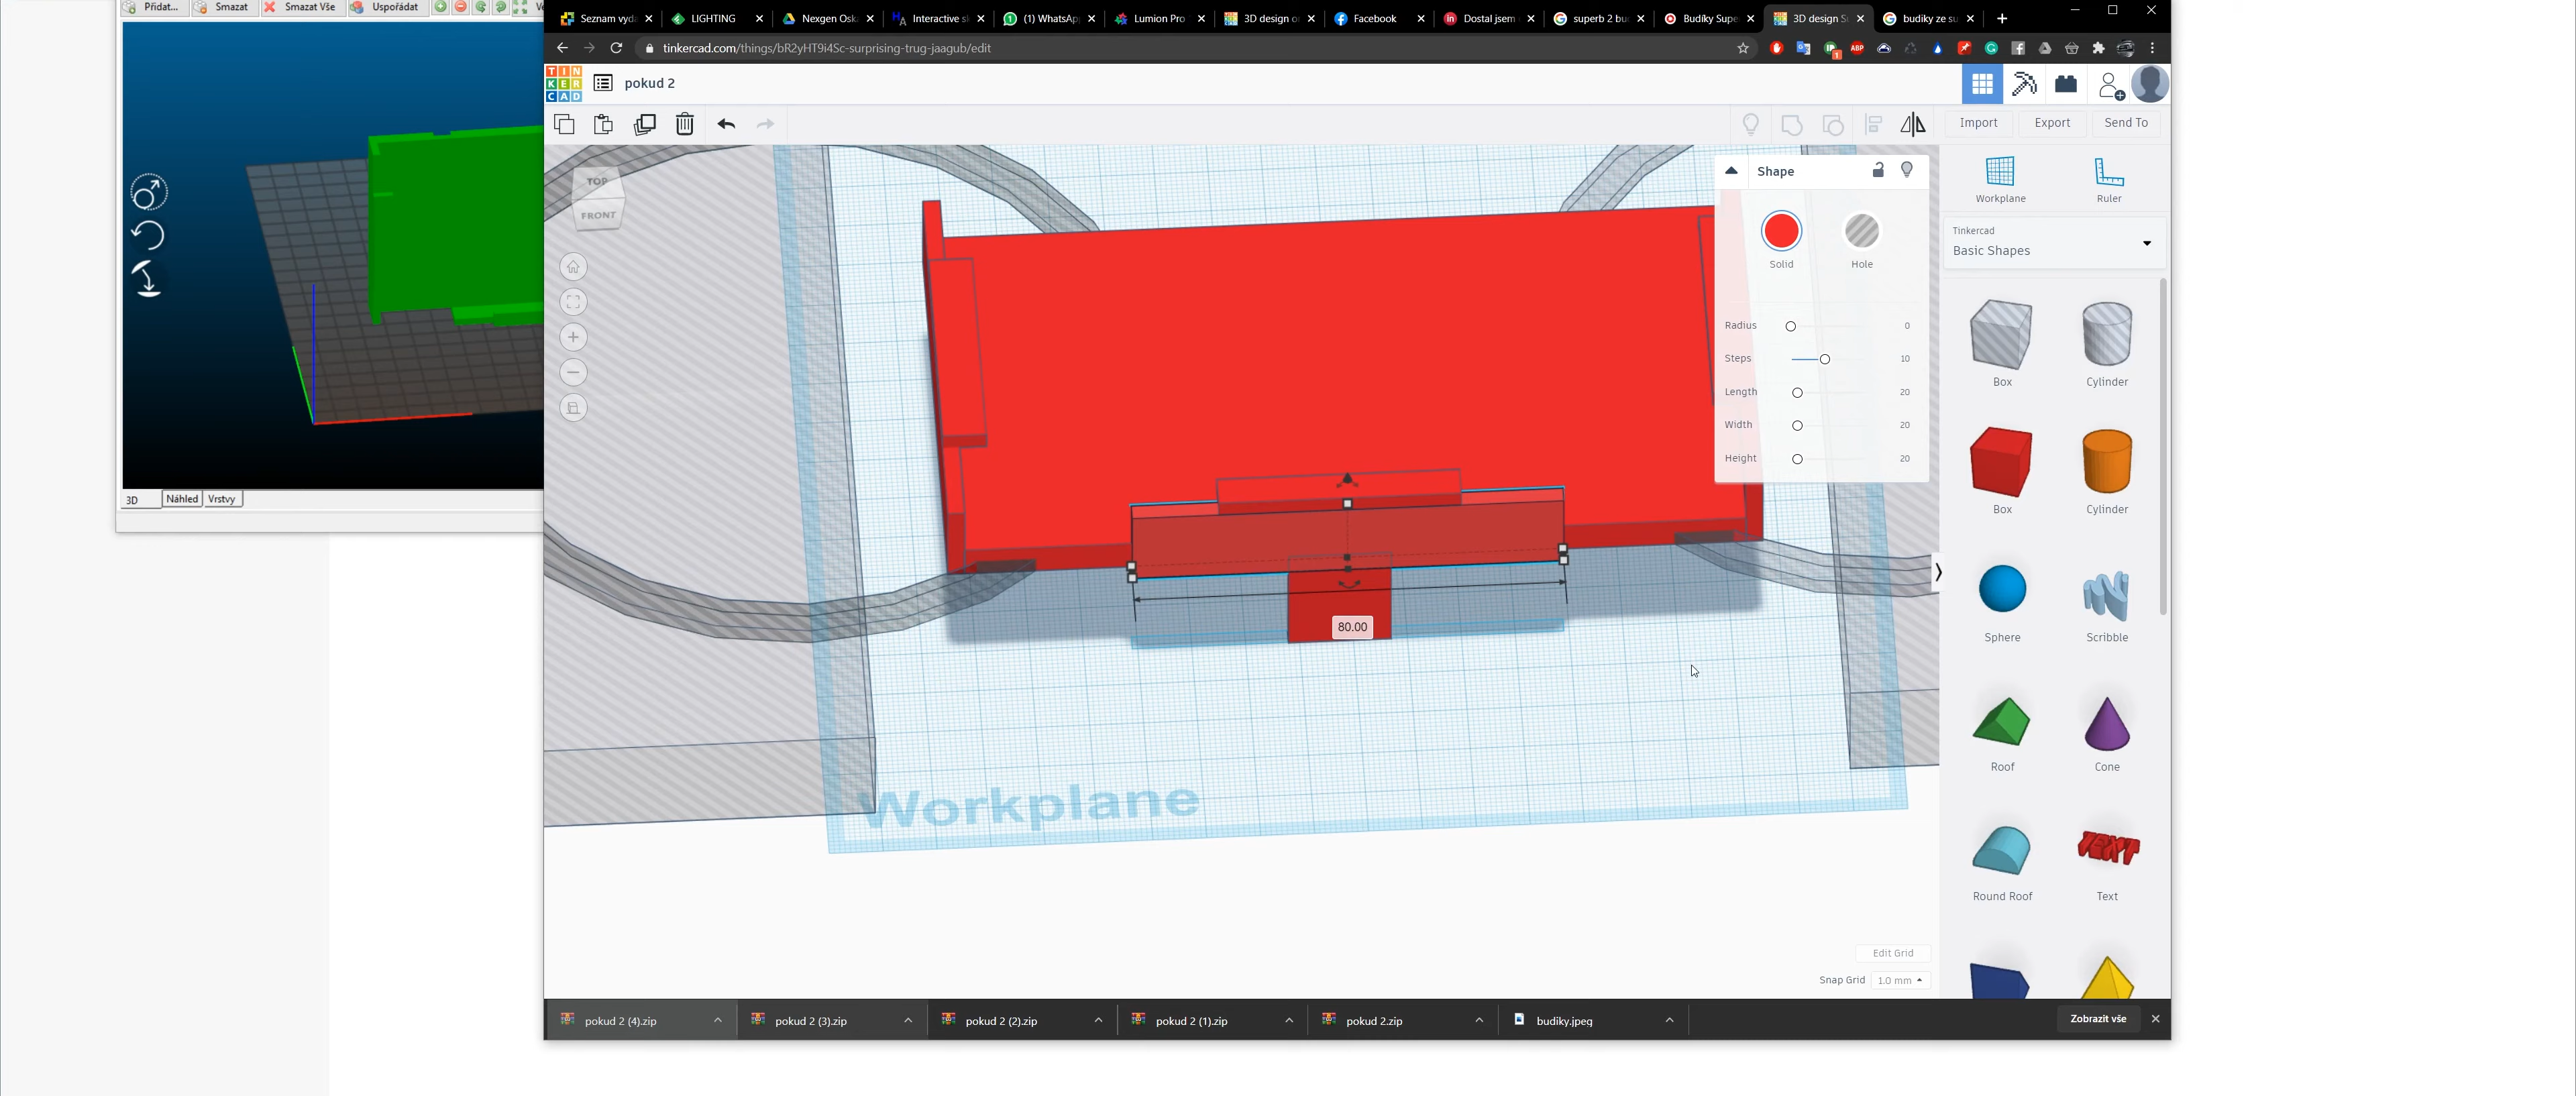 Přidat...
Smazat
Smazat Vše
Uspořádat
3D
Náhled
Vrstvy
Seznam vyd
LIGHTING
Nexgen Osk
Interactive sk
(1) WhatsAp
Lumion Pro
3D design o
Facebook
Dostal jsem
superb 2 bu
Budíky Supe
3D design S
budiky ze su
tinkercad.com/things/bR2yHT9i4Sc-surprising-trug-jaagub/edit
TIN
KER
CAD
pokud 2
Import
Export
Send To
TOP
FRONT
Shape
Solid
Hole
Radius
0
Steps
10
Length
20
Width
20
Height
20
Workplane
Ruler
Tinkercad
Basic Shapes
Box
Cylinder
Box
Cylinder
Sphere
Scribble
Roof
Cone
Round Roof
TEXT
Text
80.00
Workplane
Edit Grid
Snap Grid
1.0 mm
pokud 2 (4).zip
pokud 2 (3).zip
pokud 2 (2).zip
pokud 2 (1).zip
pokud 2.zip
budiky.jpeg
Zobrazit vše